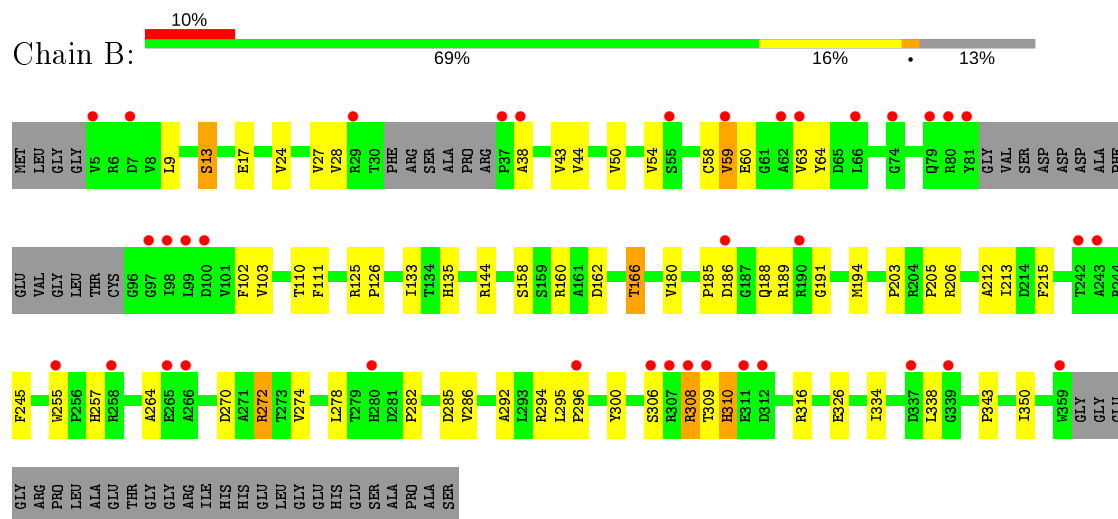 10%
Chain B:
69% 16% • 13%
MET LEU GLY GLY V5 R6 D7 V8 L9 S13 E17 V24 V27 V28 R29 T30 PHE ARG SER ALA PRO ARG P37 A38 V43 V44 V50 V54 S55 C58 V59 E60 G61 A62 V63 Y64 D65 L66 G74 Q79 R80 Y81 GLY VAL SER ASP ASP ASP ALA PHE
GLU VAL GLY LEU THR CYS G96 G97 I98 L99 D100 V101 F102 V103 T110 F111 R125 P126 I133 T134 H135 R144 S158 S159 R160 A161 D162 T166 V180 P185 D186 G187 Q188 R189 R190 G191 M194 P203 R204 P205 R206 A212 I213 D214 F215 T242 A243
F245 W255 P256 H257 R258 A264 E265 A266 D270 A271 R272 T273 V274 L278 T279 H280 D281 P282 D285 V286 A292 L293 R294 L295 P296 Y300 S306 R307 R308 T309 H310 E311 D312 R316 E326 I334 D337 L338 G339 P343 I350 W359 GLY GLY
GLY ARG PRO LEU ALA GLU THR GLY GLY ARG ILE HIS HIS GLU LEU GLY GLU HIS GLU SER ALA PRO ALA SER